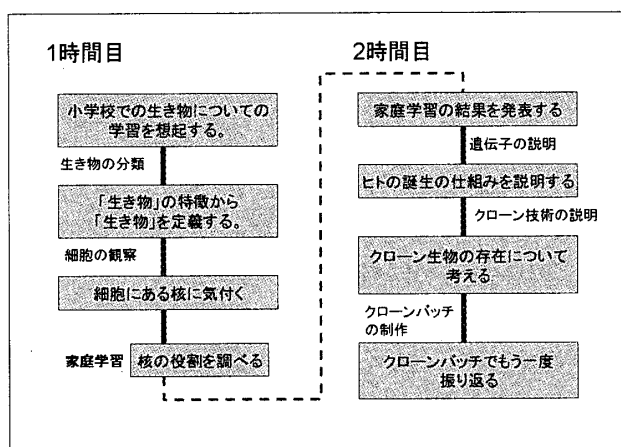 1時間目
小学校での生き物についての
学習を想起する。
生き物の分類
「生き物」の特徴から
「生き物」を定義する。
細胞の観察
細胞にある核に気付く
家庭学習
核の役割を調べる
2時間目
家庭学習の結果を発表する
遺伝子の説明
ヒトの誕生の仕組みを説明する
クローン技術の説明
クローン生物の存在について
考える
クローンバッチ
の制作
クローンバッチでもう一度
振り返る